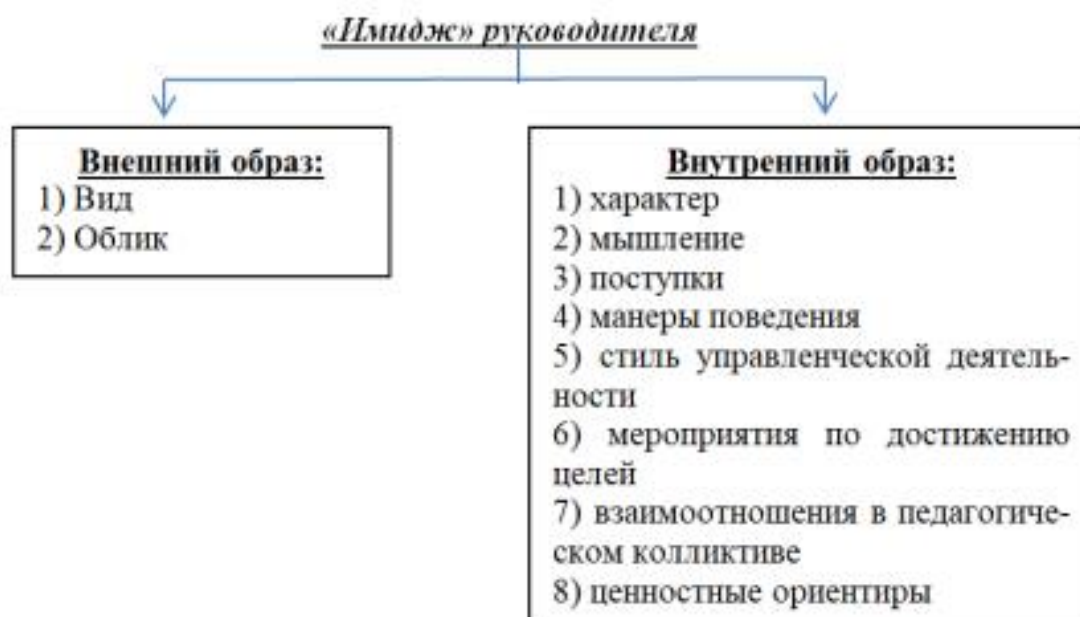 «Имидж» руководителя
Внешний образ:
1) Вид
2) Облик
Внутренний образ:
1) характер
2) мышление
3) поступки
4) манеры поведения
5) стиль управленческой деятель-
ности
6) мероприятия по достижению
целей
7) взаимоотношения в педагогиче-
ском колликтиве
8) ценностные ориентиры